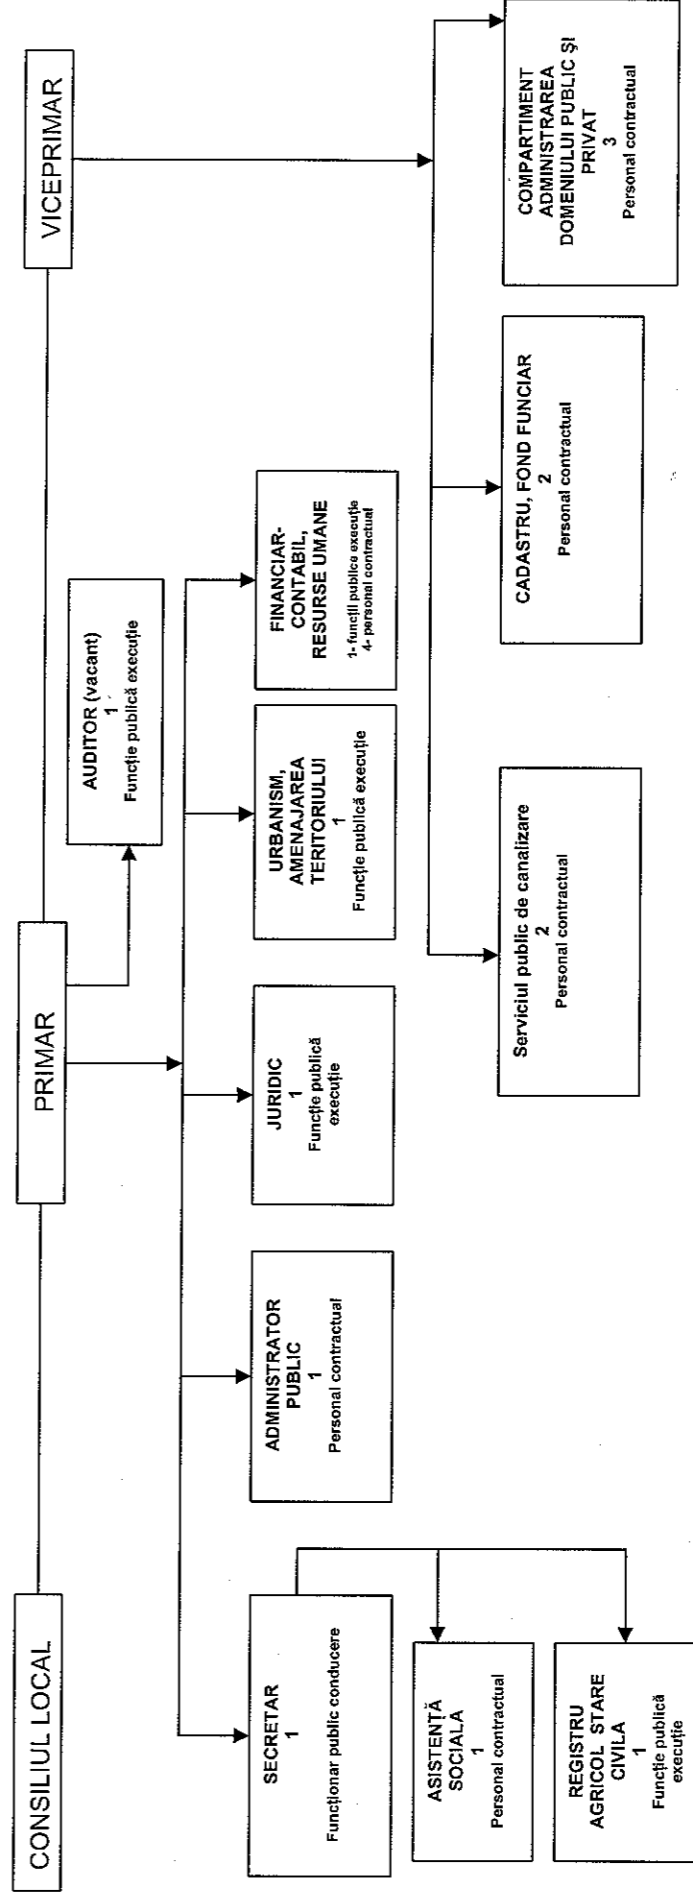 CONSILIUL LOCAL
PRIMAR
VICEPRIMAR
AUDITOR (vacant)
1
Funcție publică execuție
SECRETAR
1
Funcționar public conducere
ADMINISTRATOR
PUBLIC
1
Personal contractual
JURIDIC
1
Funcție publică
execuție
URBANISM,
AMENAJAREA
TERITORIULUI
1
Funcție publică execuție
FINANCIAR-
CONTABIL,
RESURSE UMANE
1- funcții publice execuție
4- personal contractual
ASISTENȚĂ
SOCIALA
1
Personal contractual
REGISTRU
AGRICOL STARE
CIVILA
1
Funcție publică
execuție
Serviciul public de canalizare
2
Personal contractual
CADASTRU, FOND FUNCIAR
2
Personal contractual
COMPARTIMENT
ADMINISTRAREA
DOMENIULUI PUBLIC ȘI
PRIVAT
3
Personal contractual